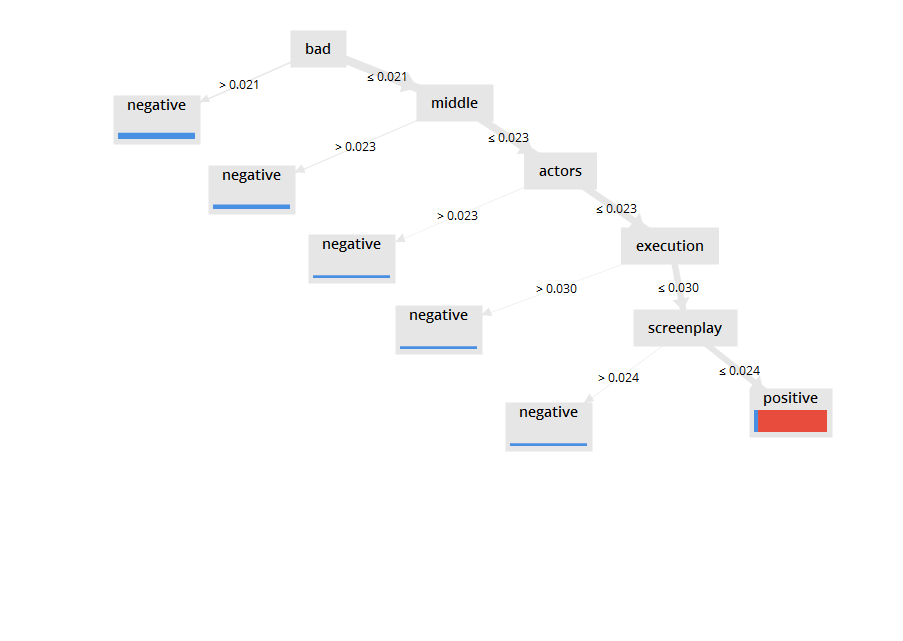 bad
> 0.021
≤ 0.021
negative
middle
> 0.023
≤ 0.023
negative
actors
> 0.023
≤ 0.023
negative
execution
> 0.030
≤ 0.030
negative
screenplay
> 0.024
≤ 0.024
negative
positive